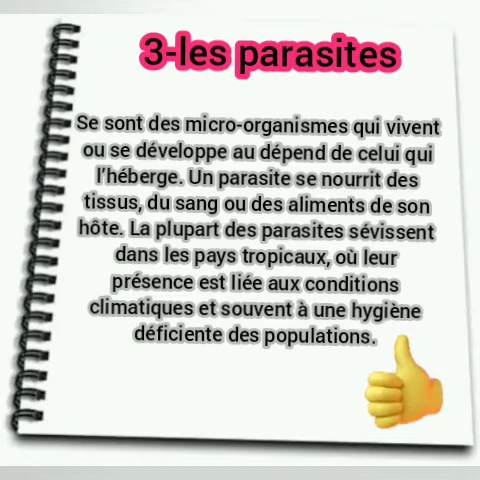 3-les parasites
Se sont des micro-organismes qui vivent
ou se développe au dépend de celui qui
l'héberge. Un parasite se nourrit des
tissus, du sang ou des aliments de son
hôte. La plupart des parasites sévissent
dans les pays tropicaux, où leur
présence est liée aux conditions
climatiques et souvent à une hygiène
déficiente des populations.